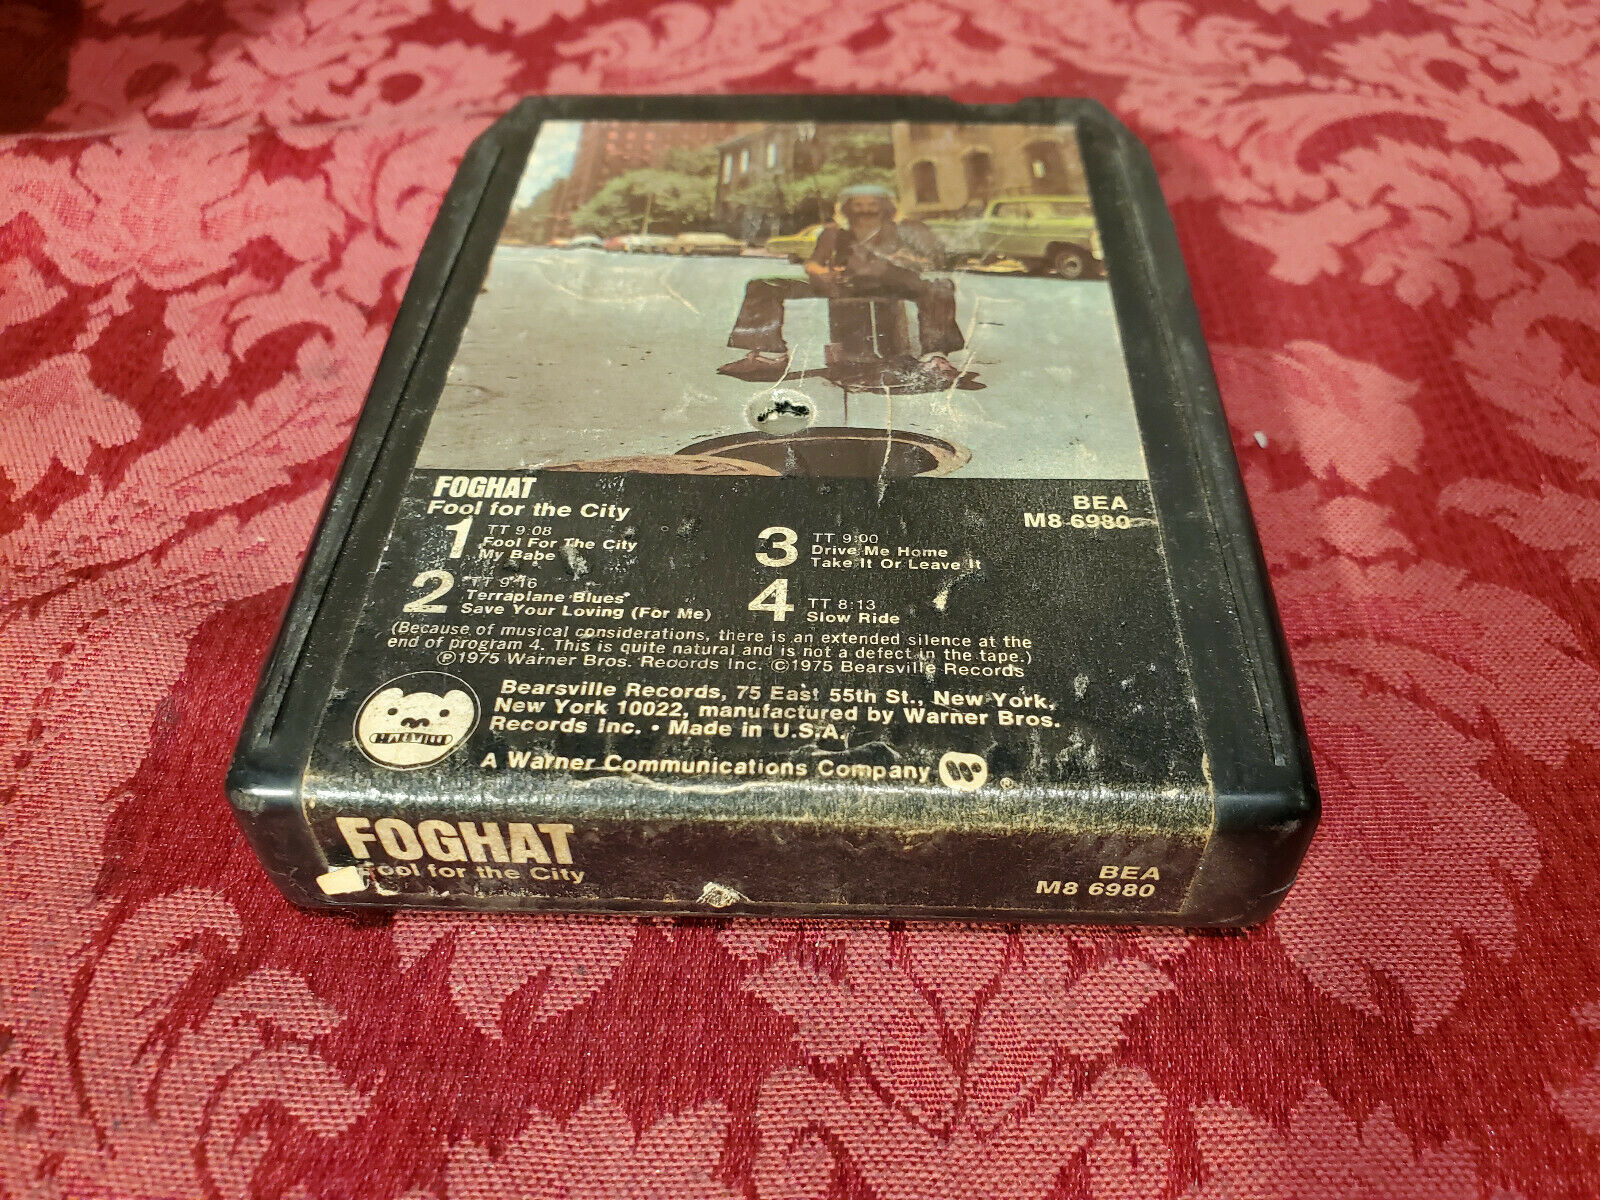 FOGHAT
Fool for the City
BEA
M8 6980
1 TT 9:08
Fool For The City
My Babe
2 TT 9:16
Terraplane Blues
Save Your Loving (For Me)
3 TT 9:00
Drive Me Home
Take It Or Leave It
4 TT 8:13
Slow Ride
(Because of musical considerations, there is an extended silence at the
end of program 4. This is quite natural and is not a defect in the tape.)
Ⓟ1975 Warner Bros. Records Inc. ©1975 Bearsville Records
BEARSVILLE
Bearsville Records, 75 East 55th St., New York,
New York 10022, manufactured by Warner Bros.
Records Inc. • Made in U.S.A.
A Warner Communications Company W ®
FOGHAT
Fool for the City
BEA
M8 6980